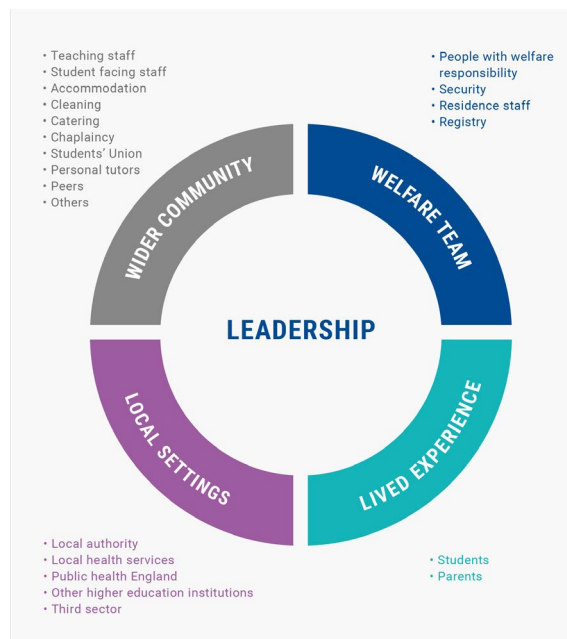 • Teaching staff
• Student facing staff
• Accommodation
• Cleaning
• Catering
• Chaplaincy
• Students' Union
• Personal tutors
• Peers
• Others
• People with welfare
responsibility
• Security
• Residence staff
• Registry
WIDER COMMUNITY
WELFARE TEAM
LEADERSHIP
LOCAL SETTINGS
LIVED EXPERIENCE
• Local authority
• Local health services
• Public health England
• Other higher education institutions
• Third sector
• Students
• Parents